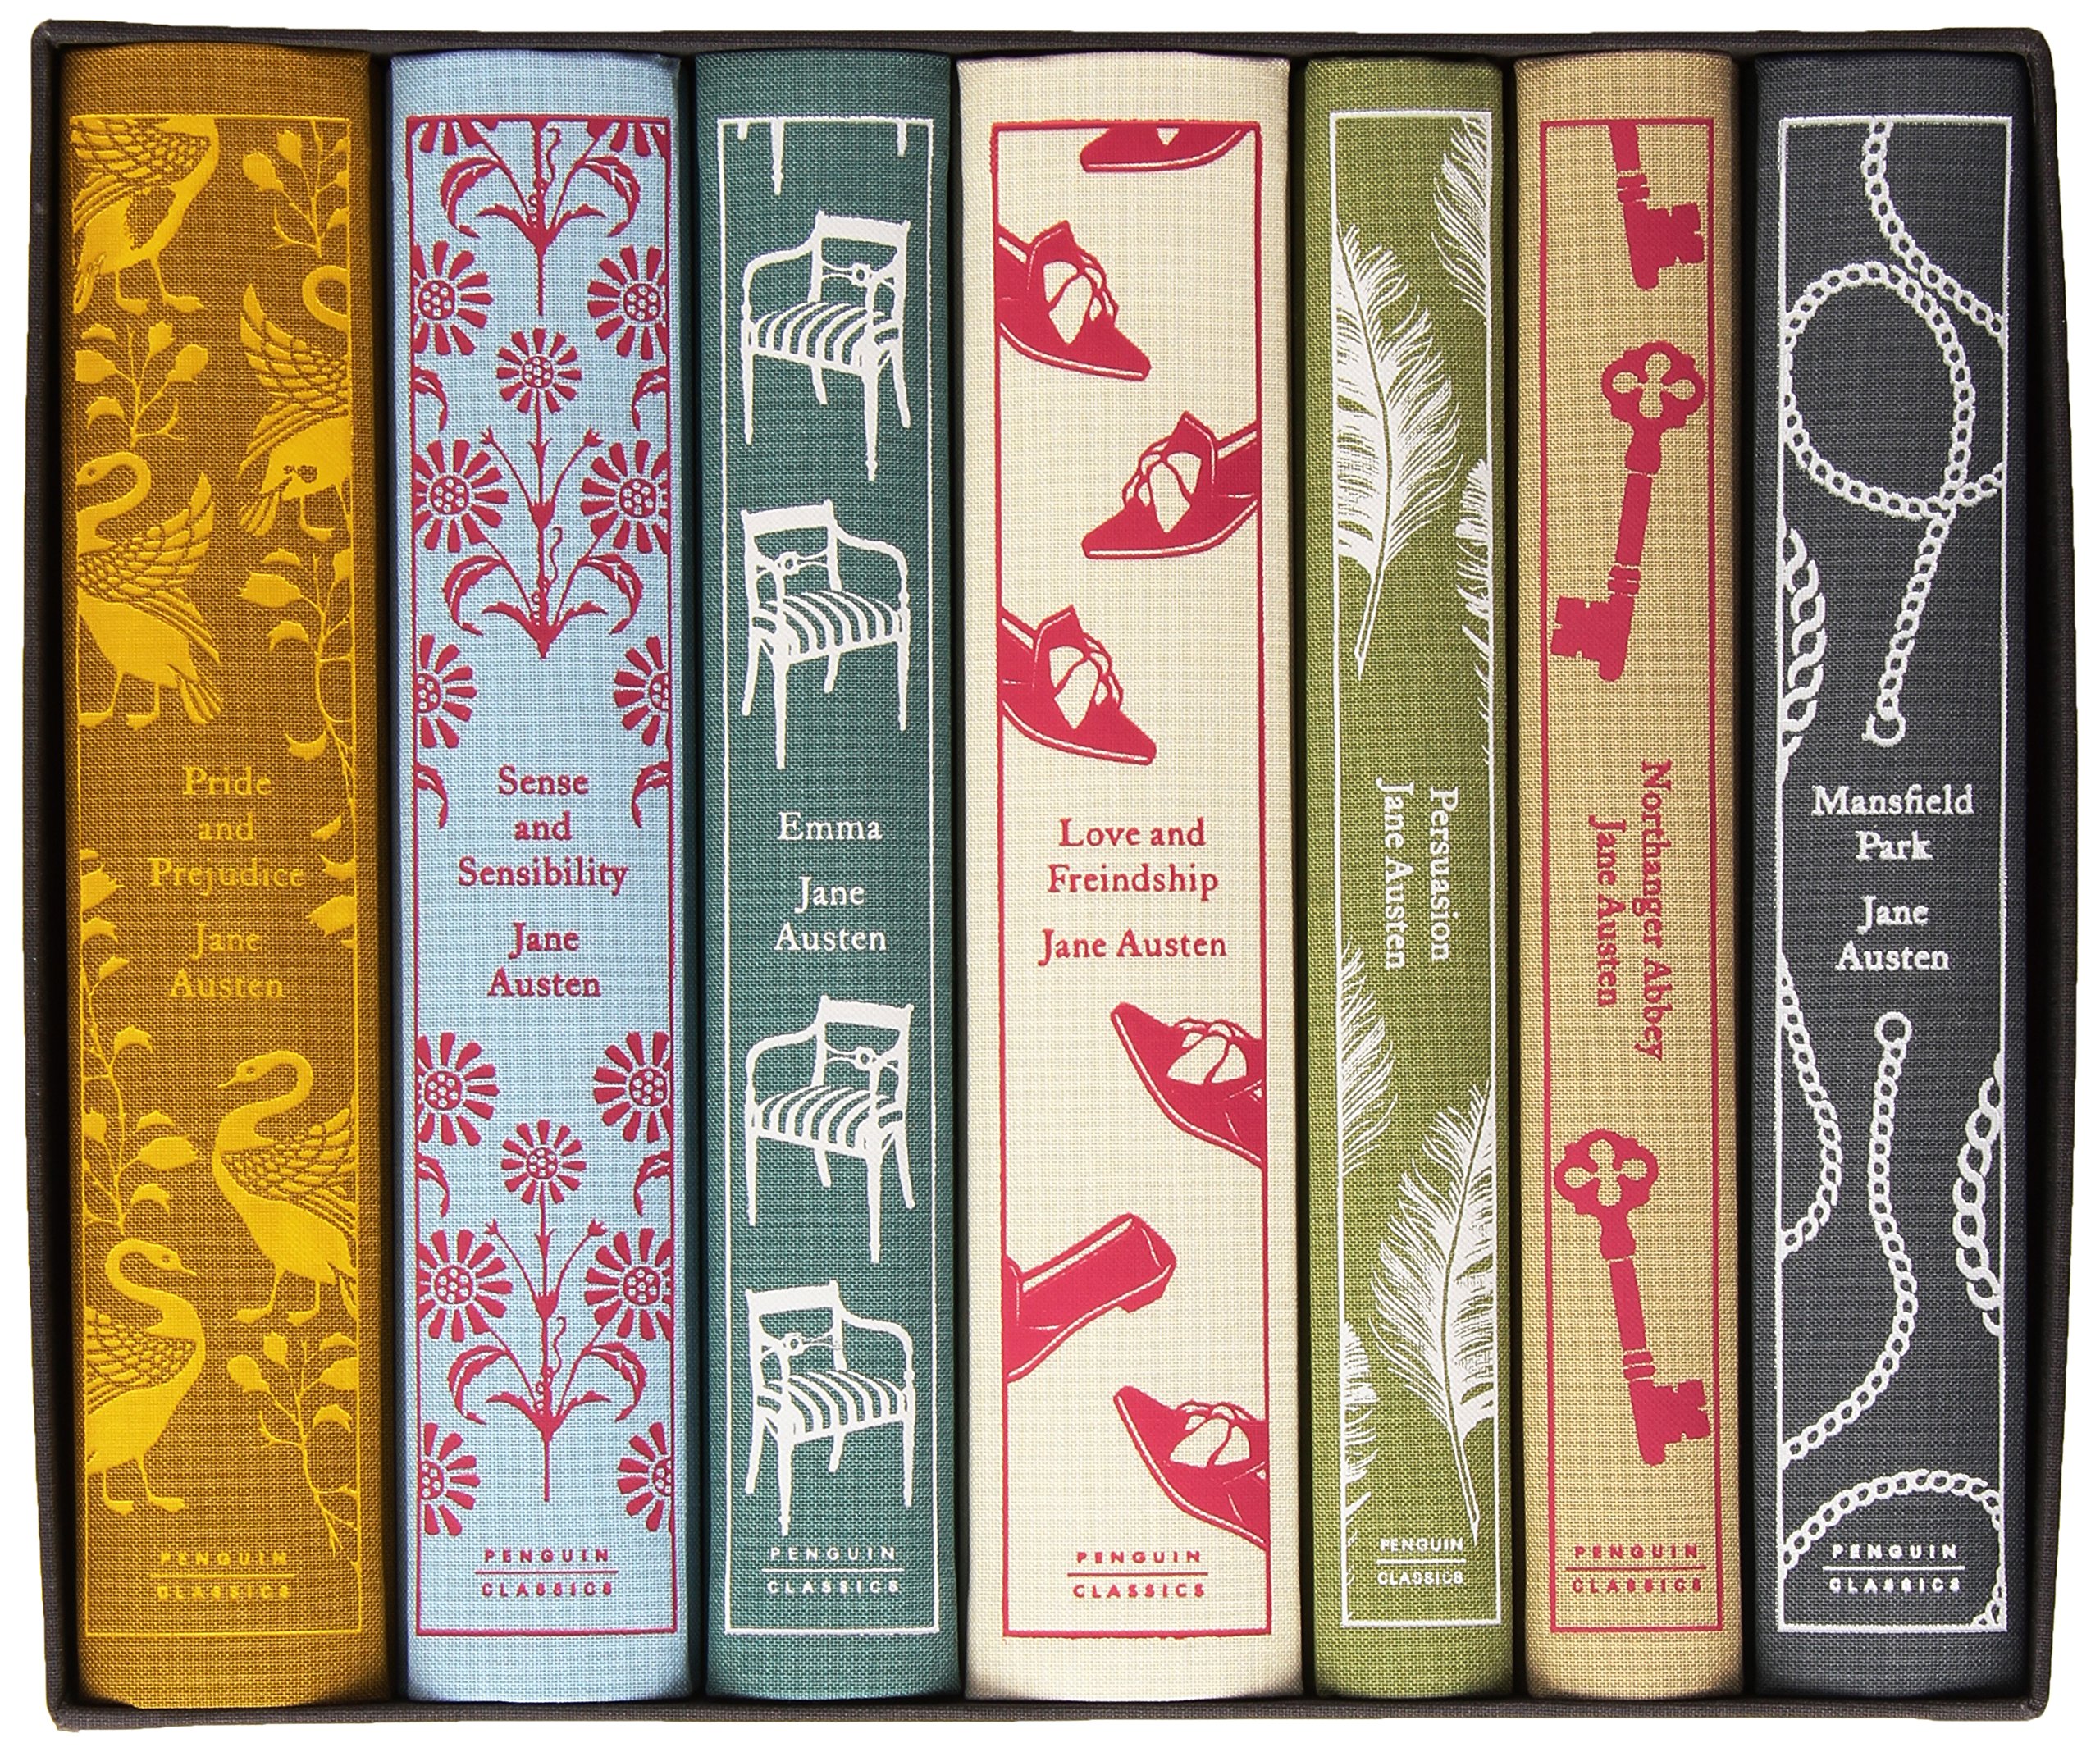 Pride
and
Prejudice
Jane
Austen
PENGUIN
CLASSICS
Sense
and
Sensibility
Jane
Austen
PENGUIN
CLASSICS
Emma
Jane
Austen
PENGUIN
CLASSICS
Love and
Freindship
Jane Austen
PENGUIN
CLASSICS
Persuasion
Jane Austen
PENGUIN
CLASSICS
Northanger Abbey
Jane Austen
PENGUIN
CLASSICS
Mansfield
Park
Jane
Austen
PENGUIN
CLASSICS